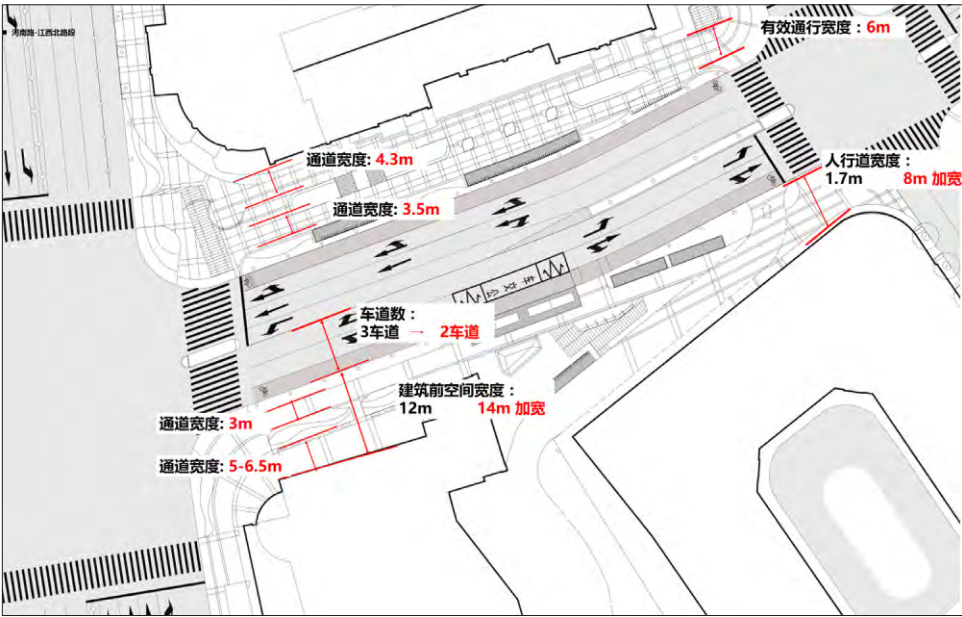 有效通行宽度：6m
河南路-江西北路段
通道宽度: 4.3m
人行道宽度：
1.7m 8m 加宽
通道宽度: 3.5m
公交车
车道数：
3车道 → 2车道
建筑前空间宽度：
12m 14m 加宽
通道宽度: 3m
通道宽度: 5-6.5m